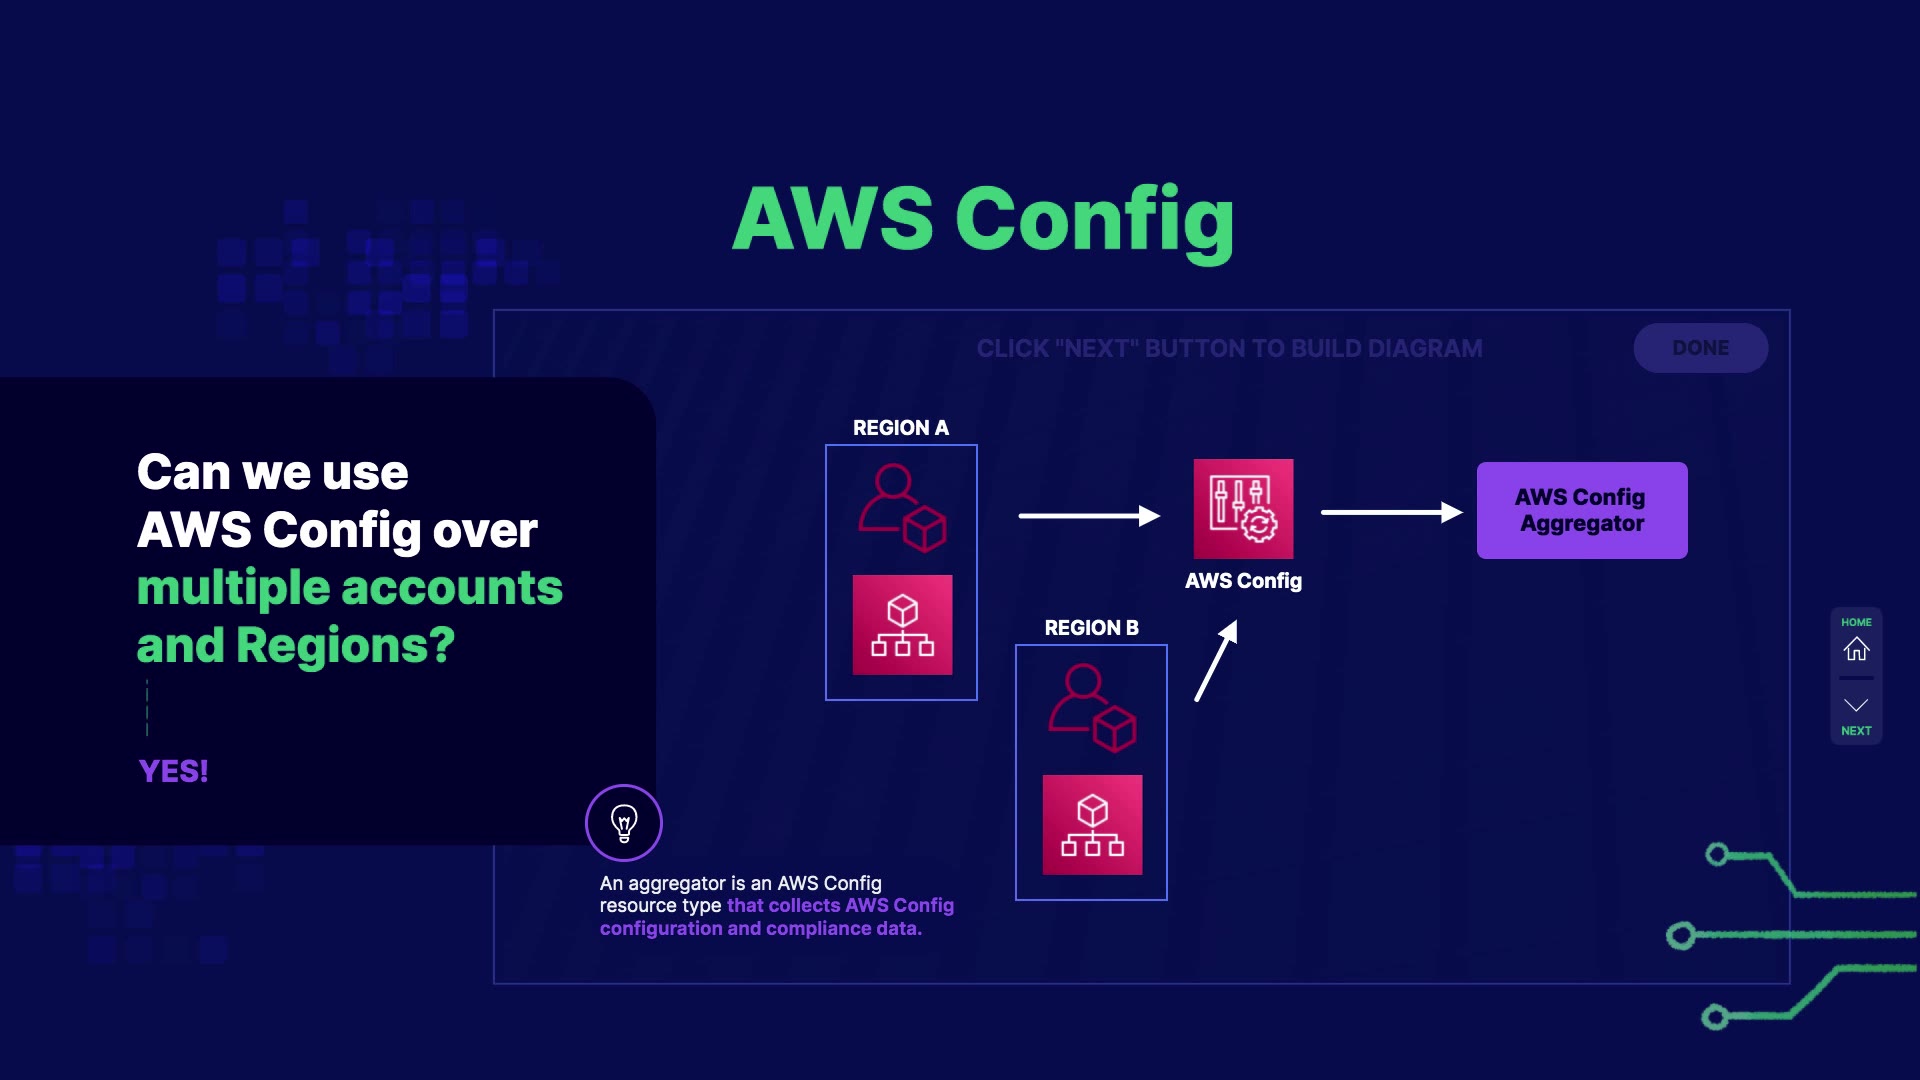 AWS Config
CLICK "NEXT" BUTTON TO BUILD DIAGRAM
DONE
Can we use
AWS Config over
multiple accounts
and Regions?
YES!
REGION A
AWS Config
AWS Config
Aggregator
REGION B
An aggregator is an AWS Config
resource type that collects AWS Config
configuration and compliance data.
HOME
NEXT